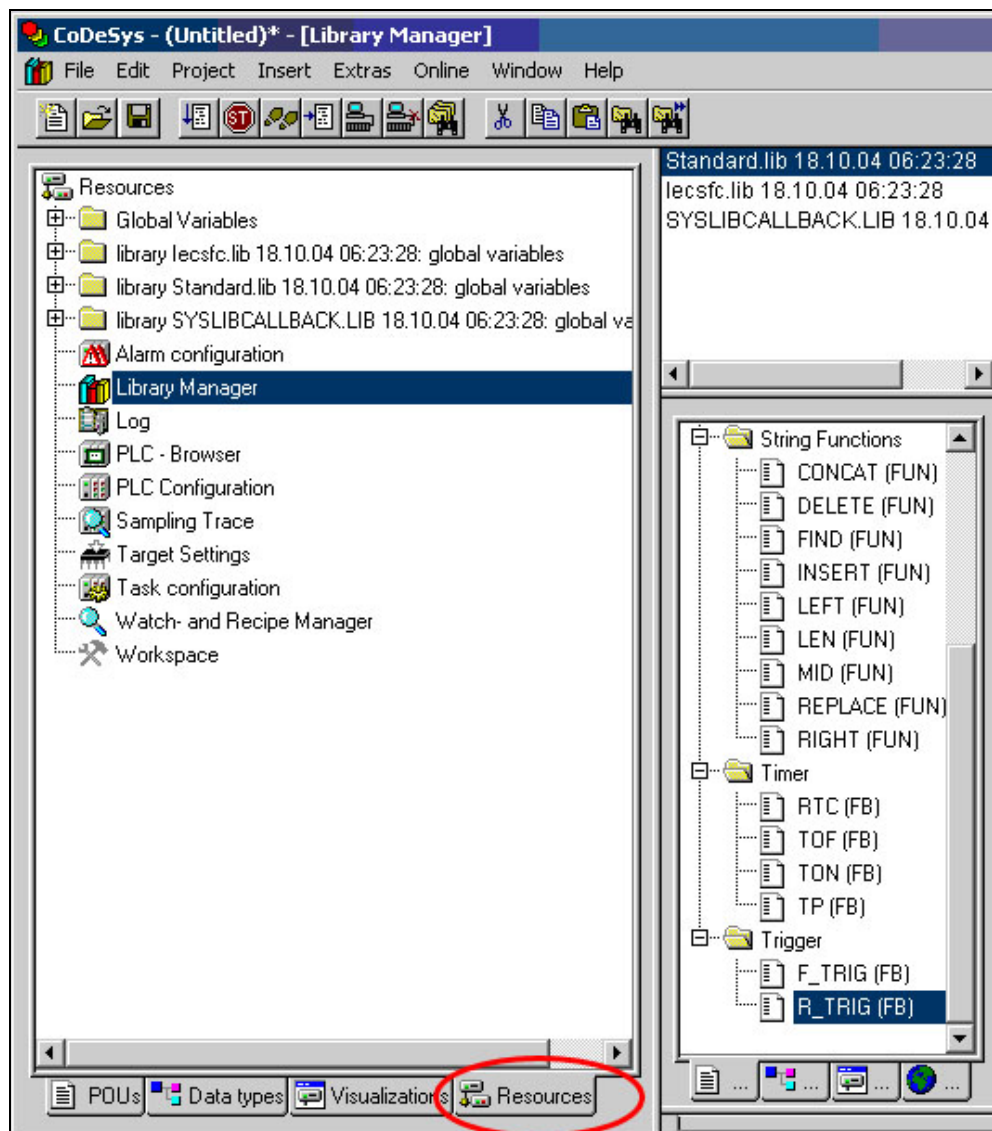 CoDeSys - (Untitled)* - [Library Manager]
File Edit Project Insert Extras Online Window Help
ST
Resources
Global Variables
library Iecsfc.lib 18.10.04 06:23:28: global variables
library Standard.lib 18.10.04 06:23:28: global variables
library SYSLIBCALLBACK.LIB 18.10.04 06:23:28: global va
Alarm configuration
Library Manager
Log
PLC - Browser
PLC Configuration
Sampling Trace
Target Settings
Task configuration
Watch- and Recipe Manager
Workspace
POUs Data types Visualizations Resources
Standard.lib 18.10.04 06:23:28
Iecsfc.lib 18.10.04 06:23:28
SYSLIBCALLBACK.LIB 18.10.04
String Functions
CONCAT (FUN)
DELETE (FUN)
FIND (FUN)
INSERT (FUN)
LEFT (FUN)
LEN (FUN)
MID (FUN)
REPLACE (FUN)
RIGHT (FUN)
Timer
RTC (FB)
TOF (FB)
TON (FB)
TP (FB)
Trigger
F_TRIG (FB)
R_TRIG (FB)
... ... ... ...